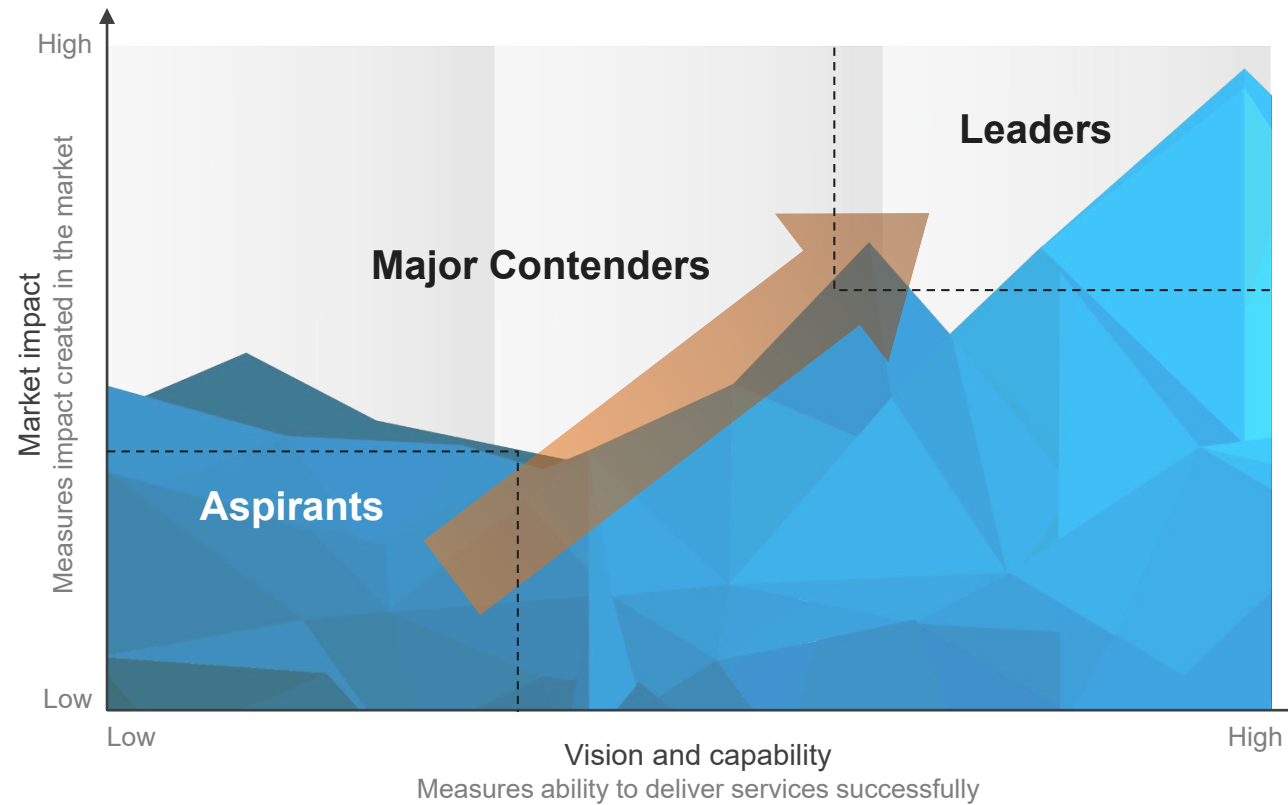 High
Leaders
Major Contenders
Market impact
Measures impact created in the market
Aspirants
Low
Low
High
Vision and capability
Measures ability to deliver services successfully